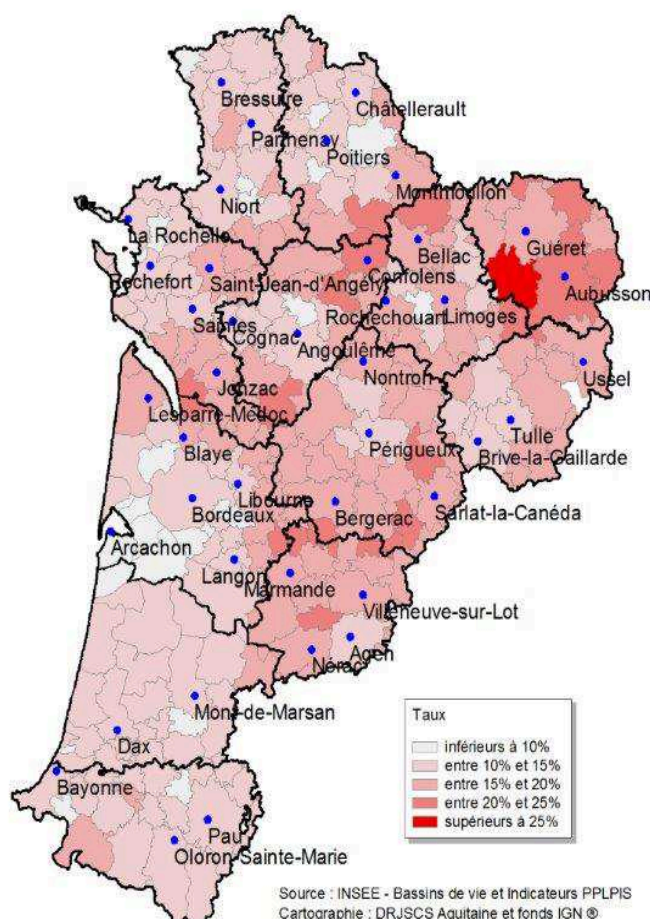 Bressuire
Châtellerault
Parthenay
Poitiers
Montmorillon
Niort
La Rochelle
Guéret
Bellac
Rochefort
Confolens
Saint-Jean-d'Angély
Aubusson
Rochechouart
Limoges
Saintes
Cognac
Angoulême
Nontron
Jonzac
Ussel
Lesparre-Médoc
Tulle
Périgueux
Blaye
Brive-la-Gaillarde
Libourne
Bordeaux
Bergerac
Sarlat-la-Canéda
Arcachon
Langon
Marmande
Villeneuve-sur-Lot
Agen
Nérac
Mont-de-Marsan
Dax
Bayonne
Pau
Oloron-Sainte-Marie
Taux
inférieurs à 10%
entre 10% et 15%
entre 15% et 20%
entre 20% et 25%
supérieurs à 25%
Source : INSEE - Bassins de vie et Indicateurs PPLPIS
Cartographie : DRJSCS Aquitaine et fonds IGN ®